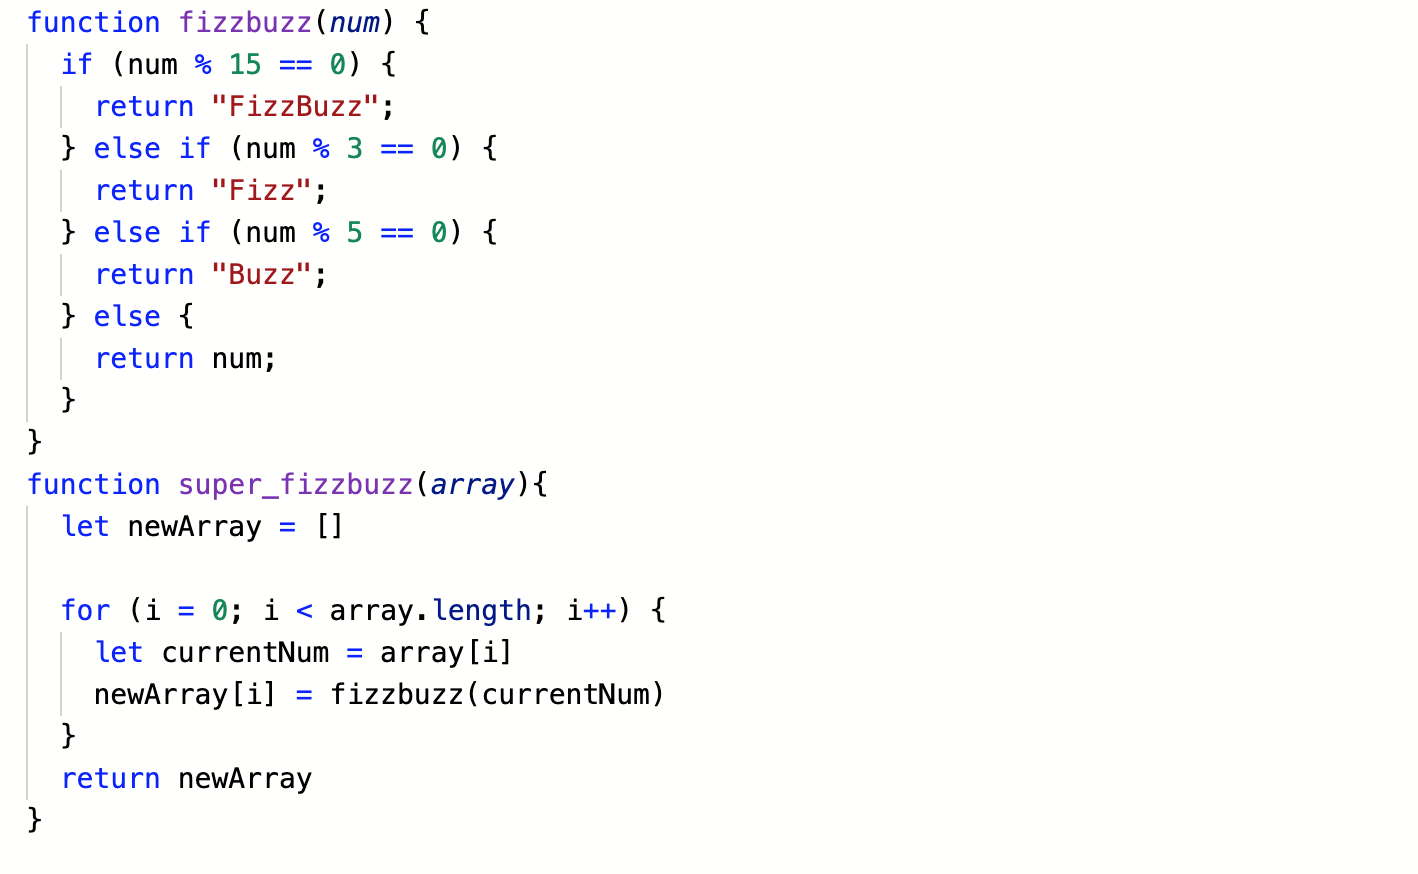 function fizzbuzz(num) {
  if (num % 15 == 0) {
    return "FizzBuzz";
  } else if (num % 3 == 0) {
    return "Fizz";
  } else if (num % 5 == 0) {
    return "Buzz";
  } else {
    return num;
  }
}
function super_fizzbuzz(array){
  let newArray = []

  for (i = 0; i < array.length; i++) {
    let currentNum = array[i]
    newArray[i] = fizzbuzz(currentNum)
  }
  return newArray
}